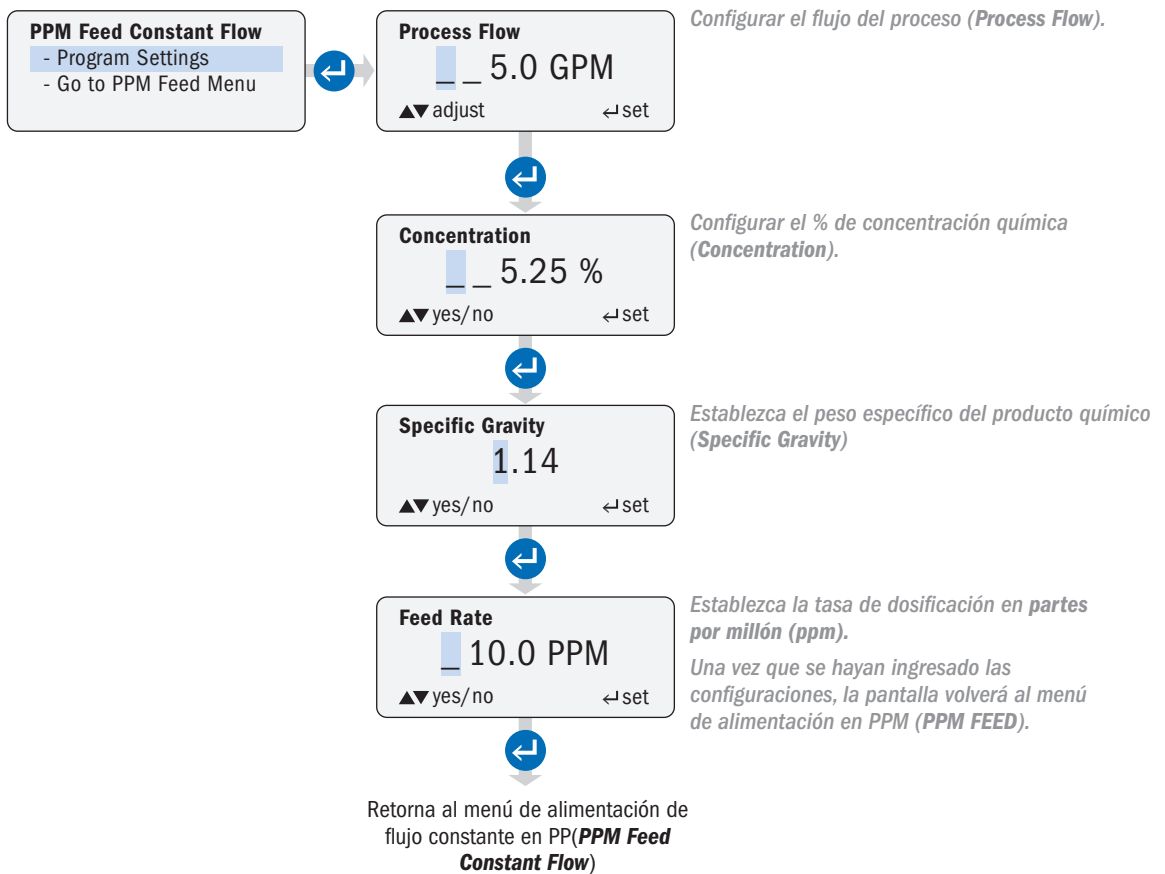 PPM Feed Constant Flow
- Program Settings
- Go to PPM Feed Menu
Process Flow
_ _ 5.0 GPM
▲▼ adjust
↵ set
Configurar el flujo del proceso (Process Flow).
Concentration
_ _ 5.25 %
▲▼ yes/no
↵ set
Configurar el % de concentración química
(Concentration).
Specific Gravity
1.14
▲▼ yes/no
↵ set
Establezca el peso específico del producto químico
(Specific Gravity)
Feed Rate
_ 10.0 PPM
▲▼ yes/no
↵ set
Establezca la tasa de dosificación en partes
por millón (ppm).
Una vez que se hayan ingresado las
configuraciones, la pantalla volverá al menú
de alimentación en PPM (PPM FEED).
Retorna al menú de alimentación de
flujo constante en PP(PPM Feed
Constant Flow)